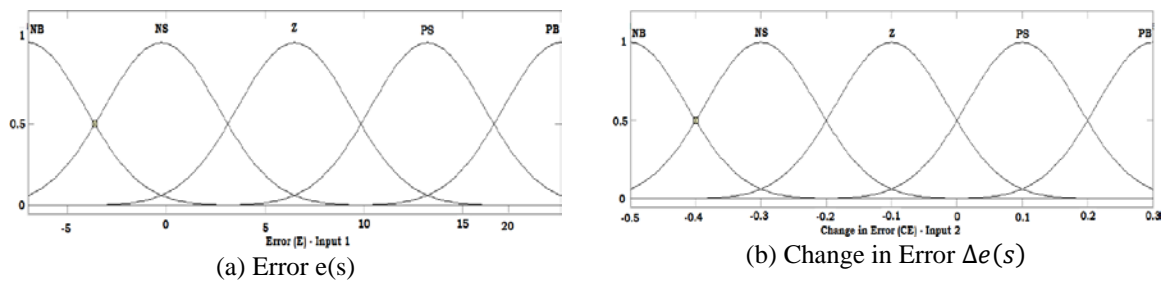 NB NS Z PS PB
1
0.5
0
-5 0 5 10 15 20
Error (E) - Input 1
(a) Error e(s)
NB NS Z PS PB
1
0.5
0
-0.5 -0.4 -0.3 -0.2 -0.1 0 0.1 0.2 0.3
Change in Error (CE) - Input 2
(b) Change in Error Δe(s)